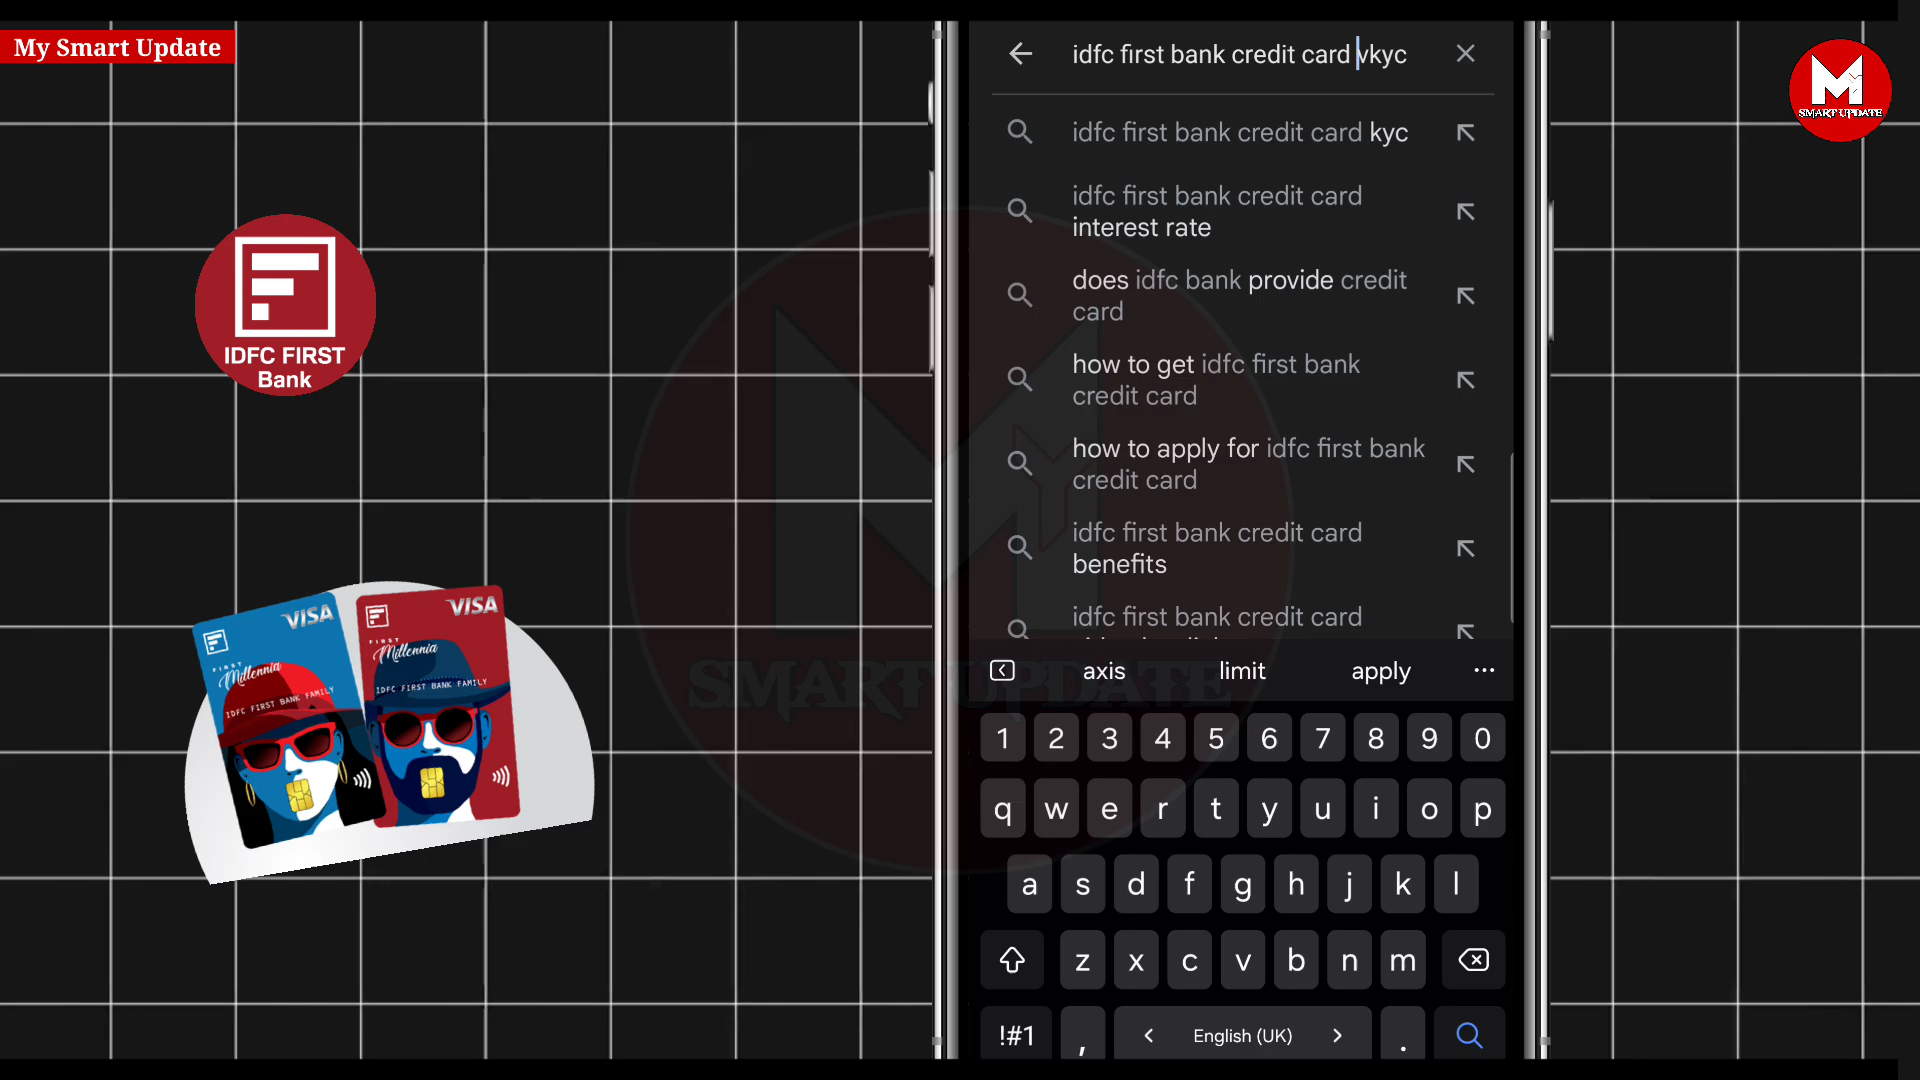 My Smart Update
idfc first bank credit card vkyc
idfc first bank credit card kyc
idfc first bank credit card
interest rate
does idfc bank provide credit
card
how to get idfc first bank
credit card
how to apply for idfc first bank
credit card
idfc first bank credit card
benefits
idfc first bank credit card
axis limit apply
1 2 3 4 5 6 7 8 9 0
q w e r t y u i o p
a s d f g h j k l
z x c v b n m
!#1 , < English (UK) > .
M
SMART UPDATE
IDFC FIRST
Bank
VISA
FIRST
Millennia
IDFC FIRST BANK FAMILY
VISA
FIRST
Millennia
IDFC FIRST BANK FAMILY
M
SMART UPDATE